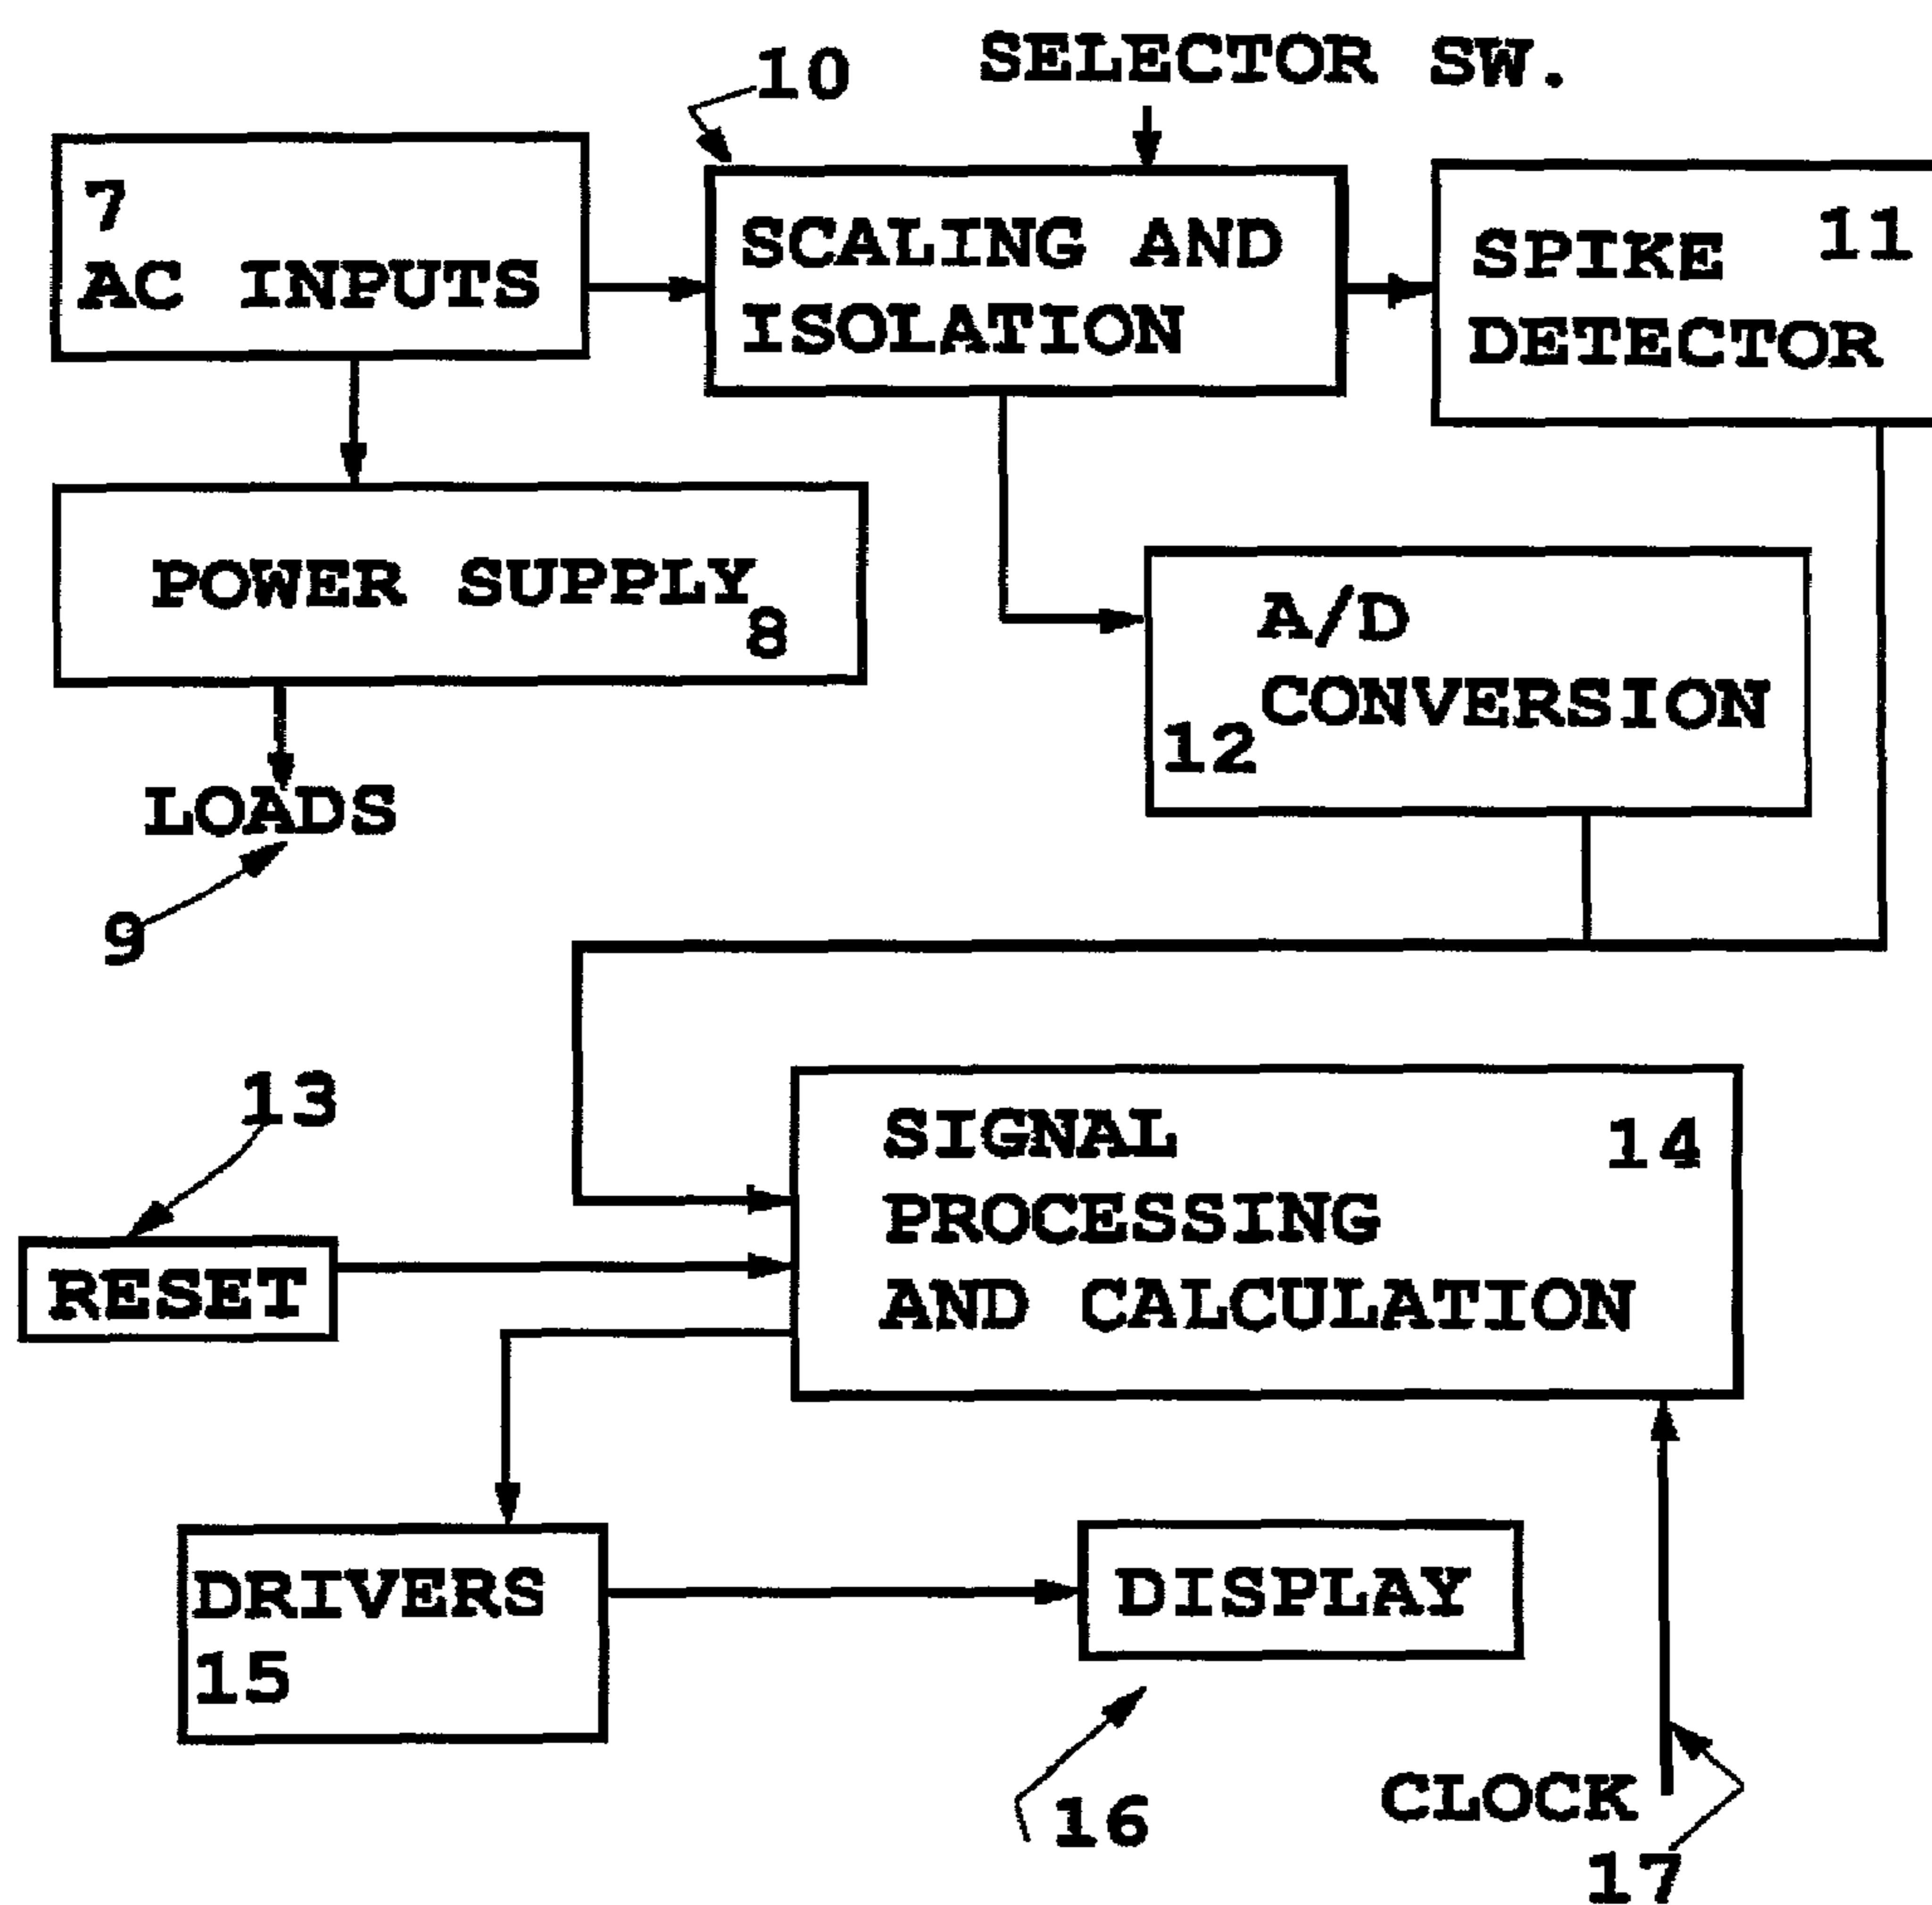 10
SELECTOR SW.
7
AC INPUTS
SCALING AND
ISOLATION
11
SPIKE
DETECTOR
POWER SUPPLY
8
A/D
CONVERSION
12
LOADS
9
13
RESET
SIGNAL
14
PROCESSING
AND CALCULATION
DRIVERS
15
DISPLAY
16
CLOCK
17